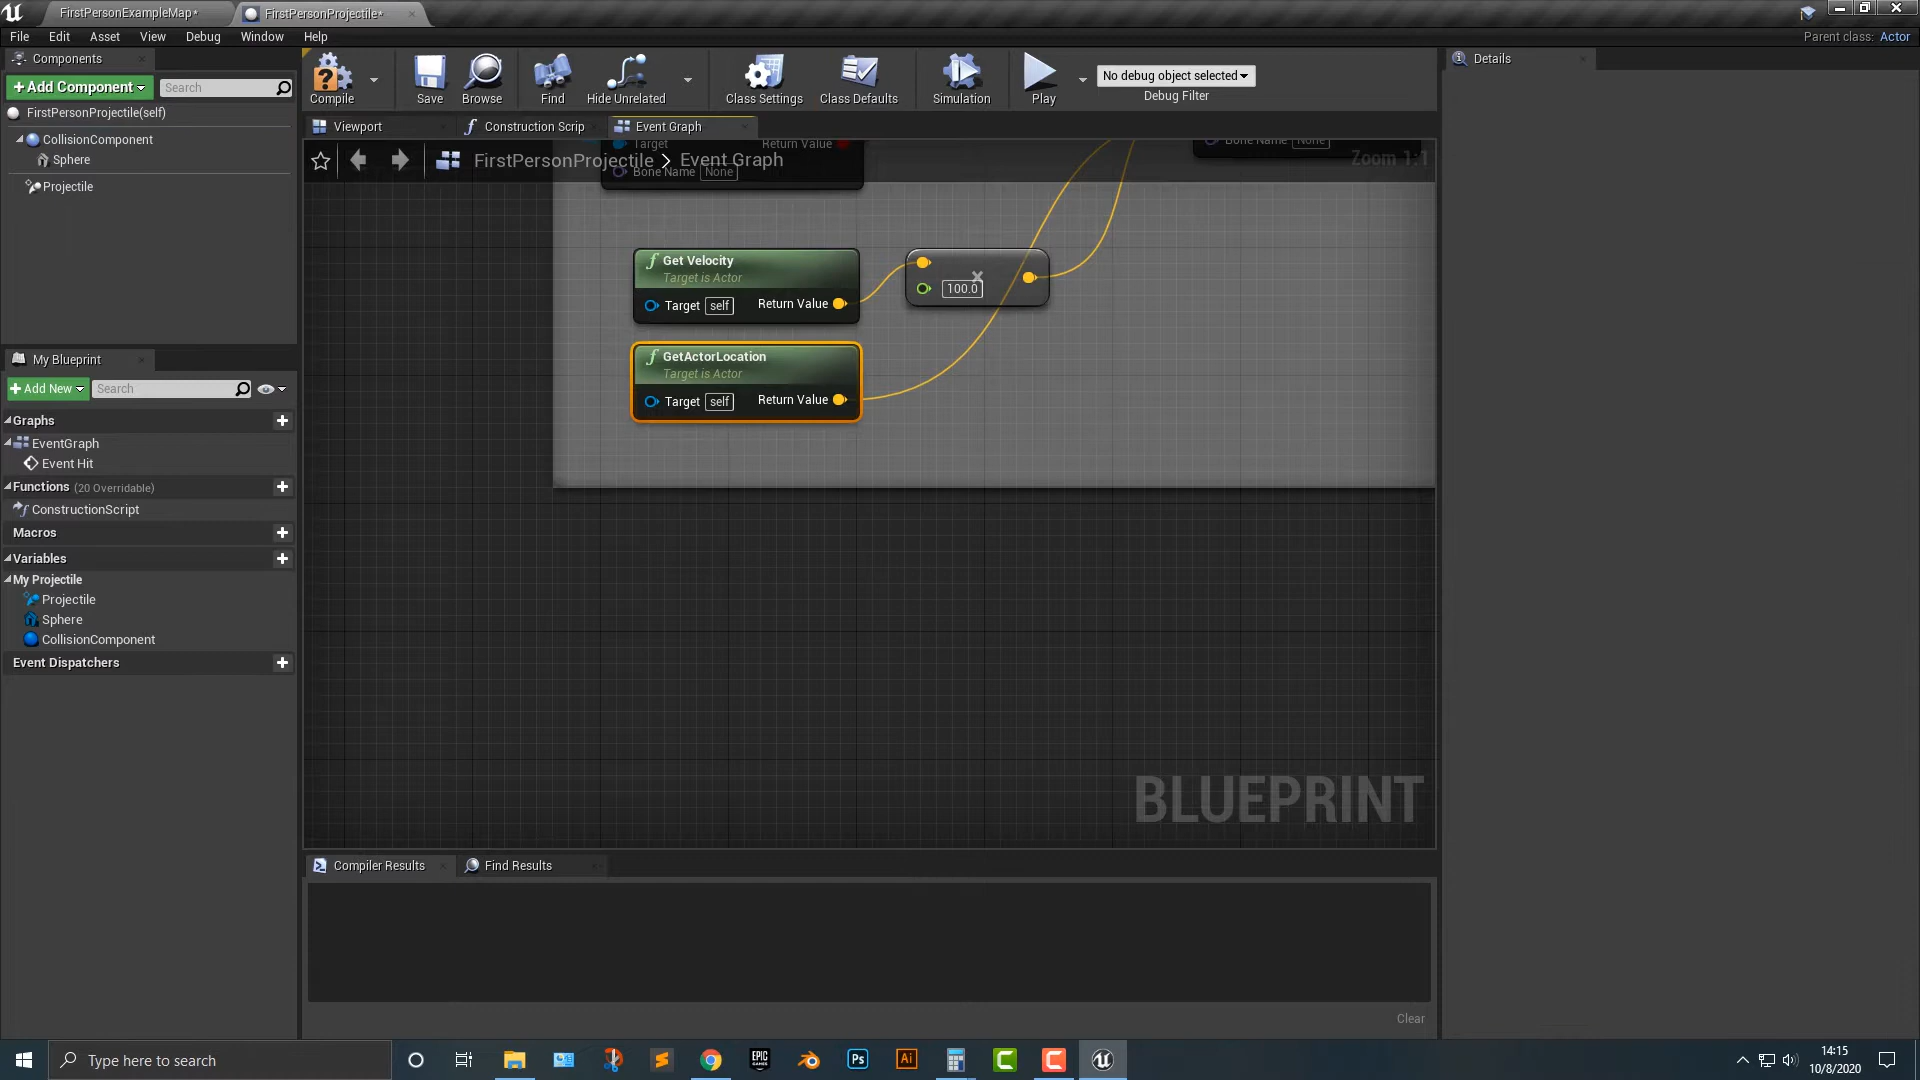 FirstPersonExampleMap*
FirstPersonProjectile*
File Edit Asset View Debug Window Help
Parent class: Actor
Components
+Add Component
Search
FirstPersonProjectile(self)
CollisionComponent
Sphere
Projectile
Compile
Save
Browse
Find
Hide Unrelated
Class Settings
Class Defaults
Simulation
Play
No debug object selected
Debug Filter
Details
Viewport
Construction Scrip
Event Graph
FirstPersonProjectile > Event Graph
Zoom 1:1
Target
Return Value
Bone Name None
Bone Name None
Get Velocity
Target is Actor
Target self
Return Value
100.0
GetActorLocation
Target is Actor
Target self
Return Value
BLUEPRINT
My Blueprint
+Add New
Search
Graphs
EventGraph
Event Hit
Functions (20 Overridable)
ConstructionScript
Macros
Variables
My Projectile
Projectile
Sphere
CollisionComponent
Event Dispatchers
Compiler Results
Find Results
Clear
Type here to search
EPIC GAMES
Ps
Ai
14:15
10/8/2020